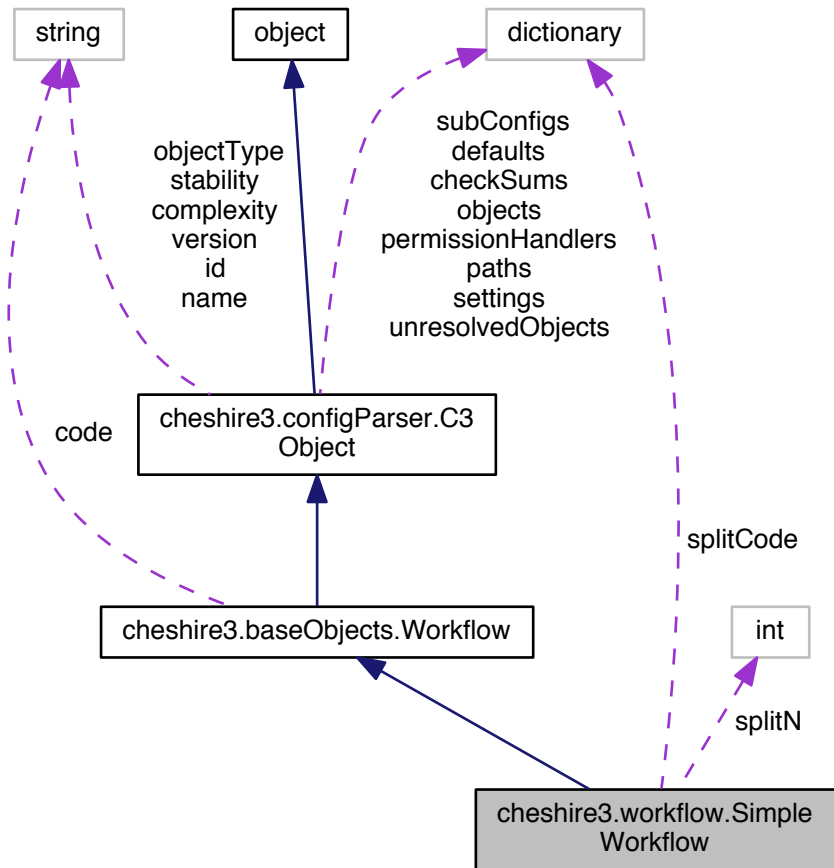 string
object
dictionary
objectType
stability
complexity
version
id
name
subConfigs
defaults
checkSums
objects
permissionHandlers
paths
settings
unresolvedObjects
cheshire3.configParser.C3
Object
code
splitCode
cheshire3.baseObjects.Workflow
int
splitN
cheshire3.workflow.Simple
Workflow